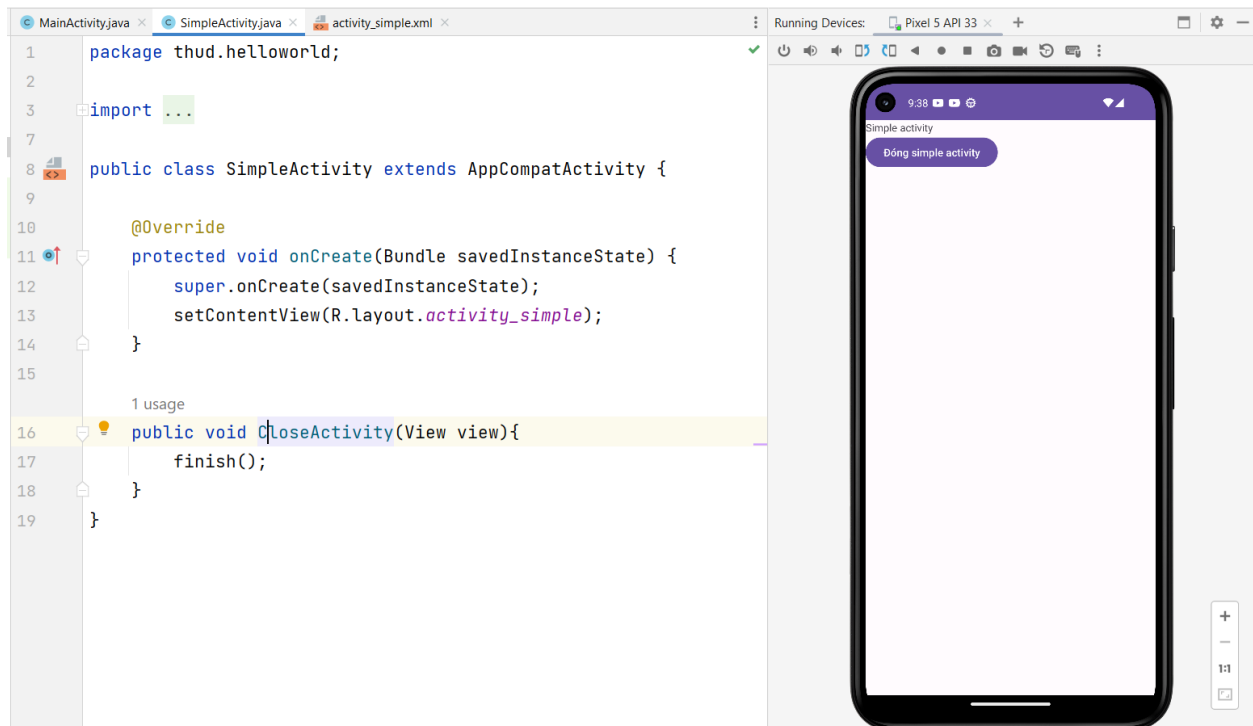 MainActivity.java
SimpleActivity.java
activity_simple.xml
Running Devices:
Pixel 5 API 33
1 package thud.helloworld;
2
3 import ...
7
8 public class SimpleActivity extends AppCompatActivity {
9
10 @Override
11 protected void onCreate(Bundle savedInstanceState) {
12 super.onCreate(savedInstanceState);
13 setContentView(R.layout.activity_simple);
14 }
15
1 usage
16 public void CloseActivity(View view){
17 finish();
18 }
19 }
9:38
Simple activity
Đóng simple activity
1:1